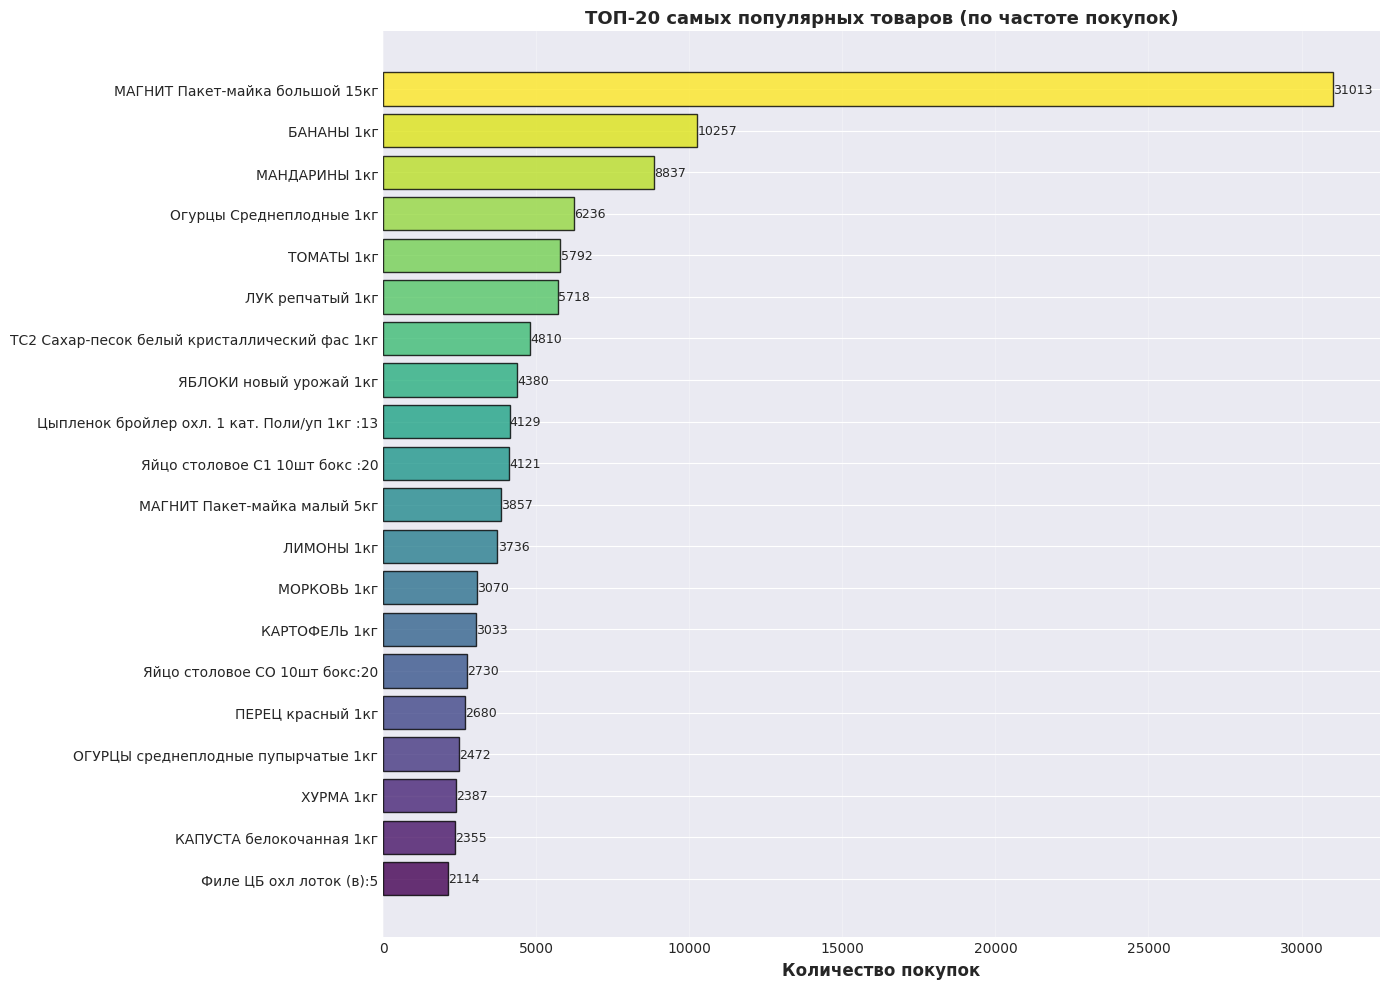 ТОП-20 самых популярных товаров (по частоте покупок)
МАГНИТ Пакет-майка большой 15кг 31013
БАНАНЫ 1кг 10257
МАНДАРИНЫ 1кг 8837
Огурцы Среднеплодные 1кг 6236
ТОМАТЫ 1кг 5792
ЛУК репчатый 1кг 5718
ТС2 Сахар-песок белый кристаллический фас 1кг 4810
ЯБЛОКИ новый урожай 1кг 4380
Цыпленок бройлер охл. 1 кат. Поли/уп 1кг :13 4129
Яйцо столовое С1 10шт бокс :20 4121
МАГНИТ Пакет-майка малый 5кг 3857
ЛИМОНЫ 1кг 3736
МОРКОВЬ 1кг 3070
КАРТОФЕЛЬ 1кг 3033
Яйцо столовое СО 10шт бокс:20 2730
ПЕРЕЦ красный 1кг 2680
ОГУРЦЫ среднеплодные пупырчатые 1кг 2472
ХУРМА 1кг 2387
КАПУСТА белокочанная 1кг 2355
Филе ЦБ охл лоток (в):5 2114
0 5000 10000 15000 20000 25000 30000
Количество покупок